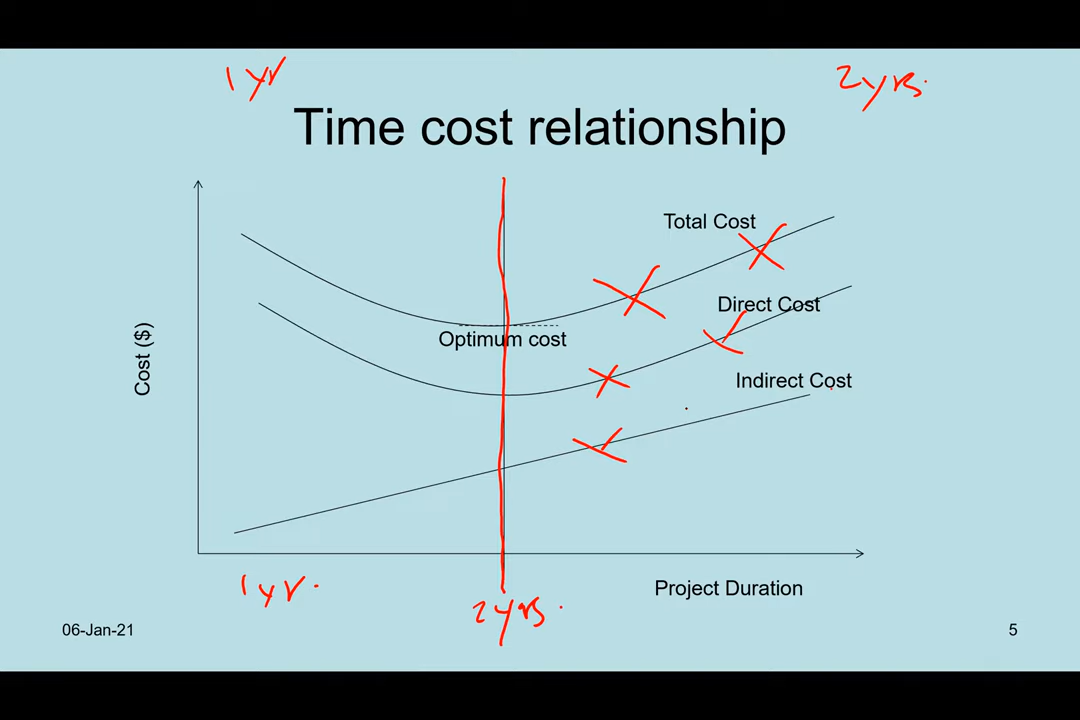 1 yr
2 yrs.
Time cost relationship
Total Cost
Direct Cost
Optimum cost
Cost ($)
Indirect Cost
1 yr.
2 yrs.
Project Duration
06-Jan-21
5